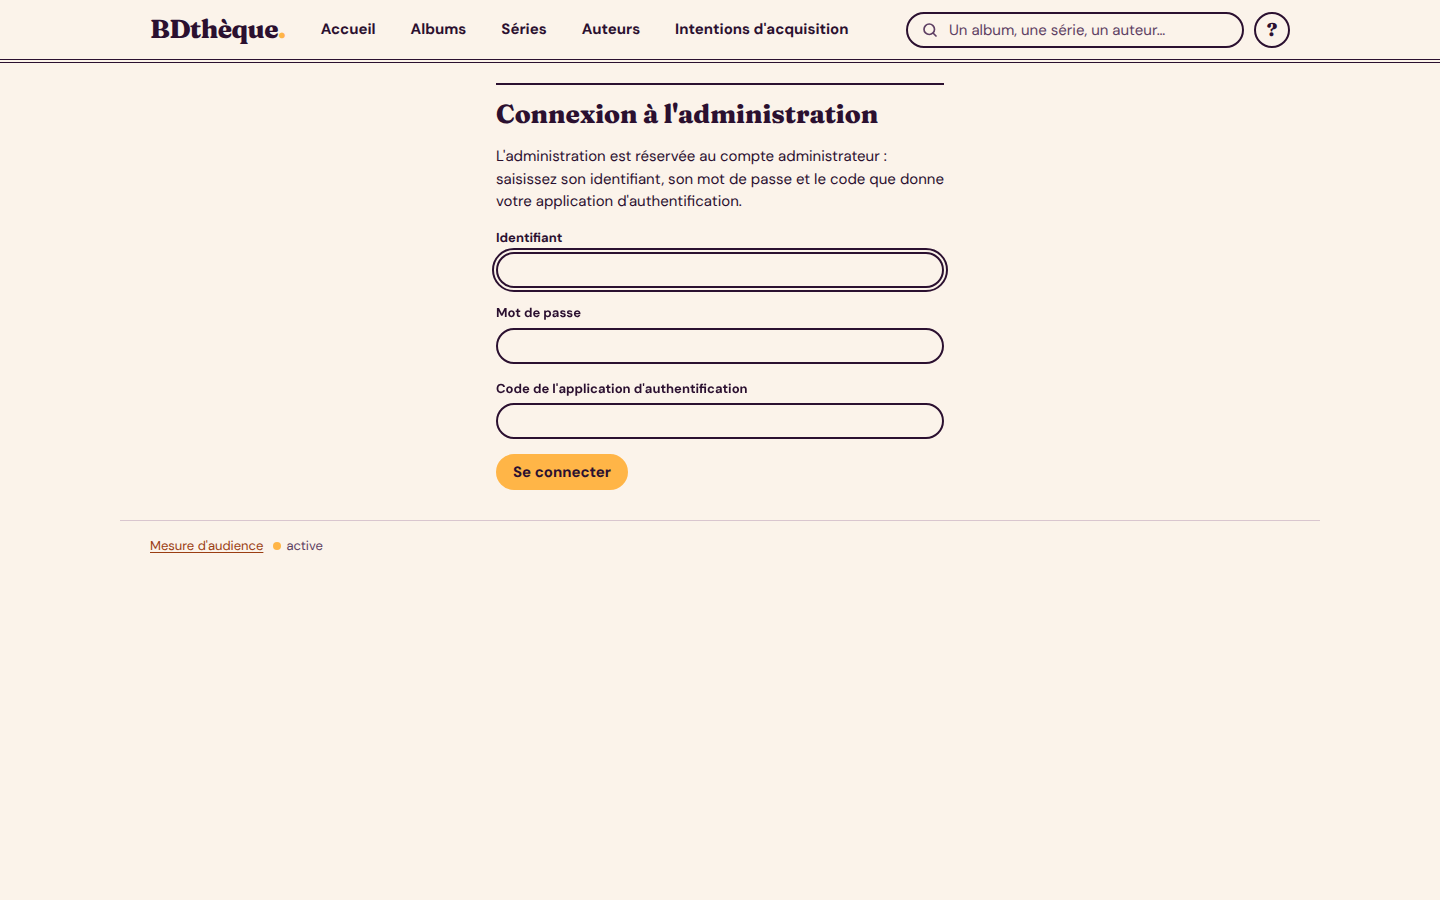 BDthèque.
Accueil
Albums
Séries
Auteurs
Intentions d'acquisition
Un album, une série, un auteur...
?
Connexion à l'administration
L'administration est réservée au compte administrateur :
saisissez son identifiant, son mot de passe et le code que donne
votre application d'authentification.
Identifiant
Mot de passe
Code de l'application d'authentification
Se connecter
Mesure d'audience
active